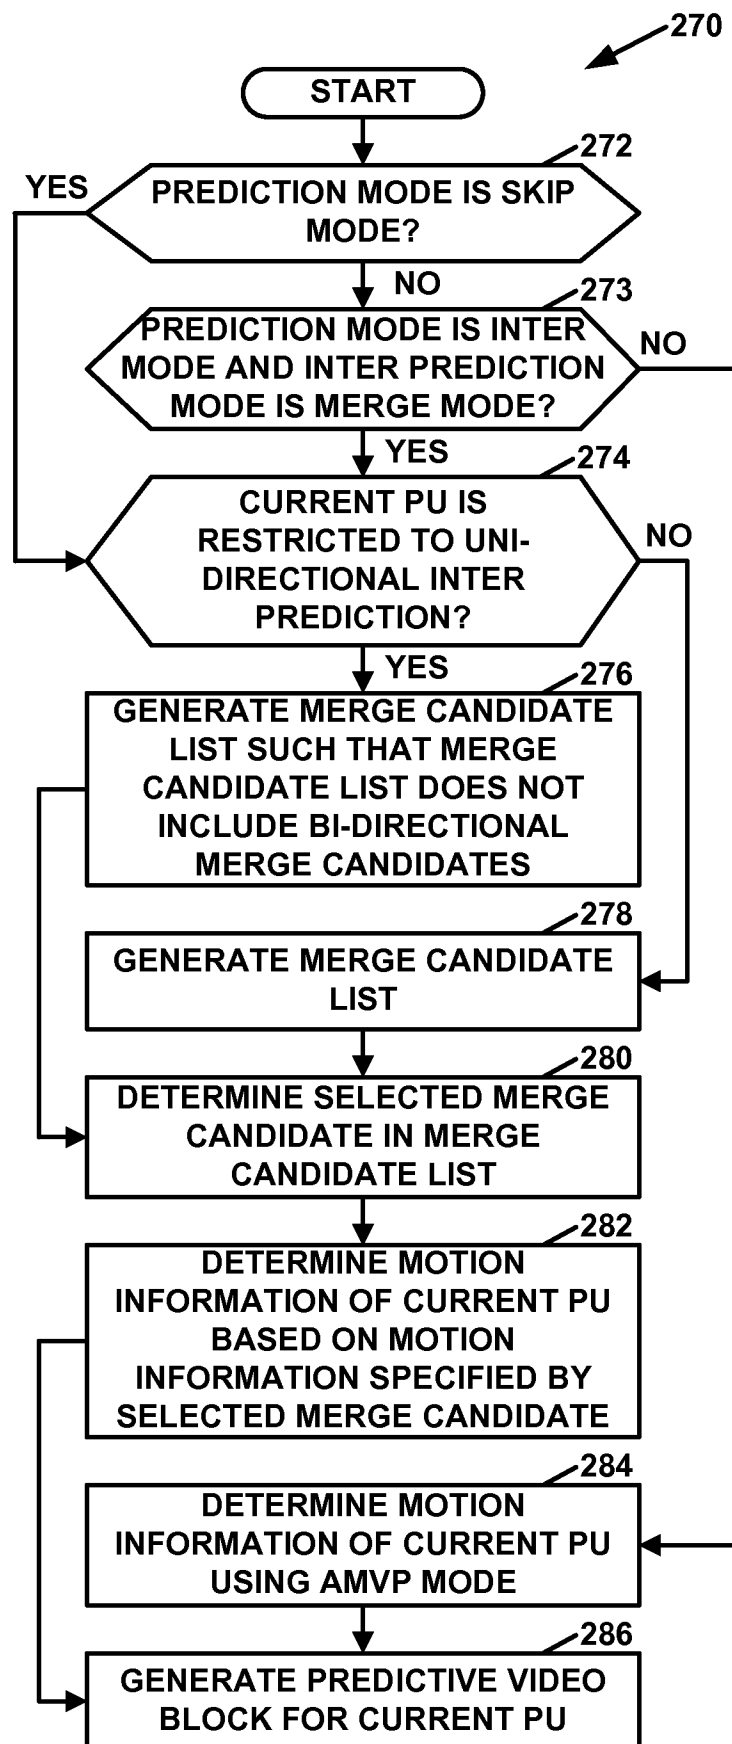 270
START
272
YES
PREDICTION MODE IS SKIP
MODE?
NO
273
PREDICTION MODE IS INTER
MODE AND INTER PREDICTION
MODE IS MERGE MODE?
NO
YES
274
CURRENT PU IS
RESTRICTED TO UNI-
DIRECTIONAL INTER
PREDICTION?
NO
YES
276
GENERATE MERGE CANDIDATE
LIST SUCH THAT MERGE
CANDIDATE LIST DOES NOT
INCLUDE BI-DIRECTIONAL
MERGE CANDIDATES
278
GENERATE MERGE CANDIDATE
LIST
280
DETERMINE SELECTED MERGE
CANDIDATE IN MERGE
CANDIDATE LIST
282
DETERMINE MOTION
INFORMATION OF CURRENT PU
BASED ON MOTION
INFORMATION SPECIFIED BY
SELECTED MERGE CANDIDATE
284
DETERMINE MOTION
INFORMATION OF CURRENT PU
USING AMVP MODE
286
GENERATE PREDICTIVE VIDEO
BLOCK FOR CURRENT PU